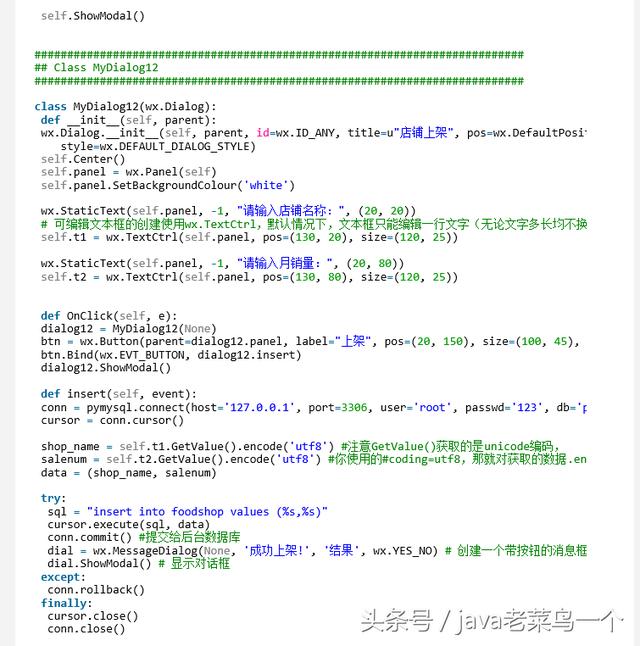 self.ShowModal()
###########################################################################
## Class MyDialog12
###########################################################################
class MyDialog12(wx.Dialog):
def __init__(self, parent):
wx.Dialog.__init__(self, parent, id=wx.ID_ANY, title=u"店铺上架", pos=wx.DefaultPosit
style=wx.DEFAULT_DIALOG_STYLE)
self.Center()
self.panel = wx.Panel(self)
self.panel.SetBackgroundColour('white')
wx.StaticText(self.panel, -1, "请输入店铺名称：", (20, 20))
# 可编辑文本框的创建使用wx.TextCtrl，默认情况下，文本框只能编辑一行文字（无论文字多长均不换
self.t1 = wx.TextCtrl(self.panel, pos=(130, 20), size=(120, 25))
wx.StaticText(self.panel, -1, "请输入月销量：", (20, 80))
self.t2 = wx.TextCtrl(self.panel, pos=(130, 80), size=(120, 25))
def OnClick(self, e):
dialog12 = MyDialog12(None)
btn = wx.Button(parent=dialog12.panel, label="上架", pos=(20, 150), size=(100, 45),
btn.Bind(wx.EVT_BUTTON, dialog12.insert)
dialog12.ShowModal()
def insert(self, event):
conn = pymysql.connect(host='127.0.0.1', port=3306, user='root', passwd='123', db='p
cursor = conn.cursor()
shop_name = self.t1.GetValue().encode('utf8') #注意GetValue()获取的是unicode编码，
salenum = self.t2.GetValue().encode('utf8') #你使用的#coding=utf8，那就对获取的数据.en
data = (shop_name, salenum)
try:
sql = "insert into foodshop values (%s,%s)"
cursor.execute(sql, data)
conn.commit() #提交给后台数据库
dial = wx.MessageDialog(None, '成功上架!', '结果', wx.YES_NO) # 创建一个带按钮的消息框
dial.ShowModal() # 显示对话框
except:
conn.rollback()
finally:
cursor.close()
conn.close()
头条号 / java老菜鸟一个